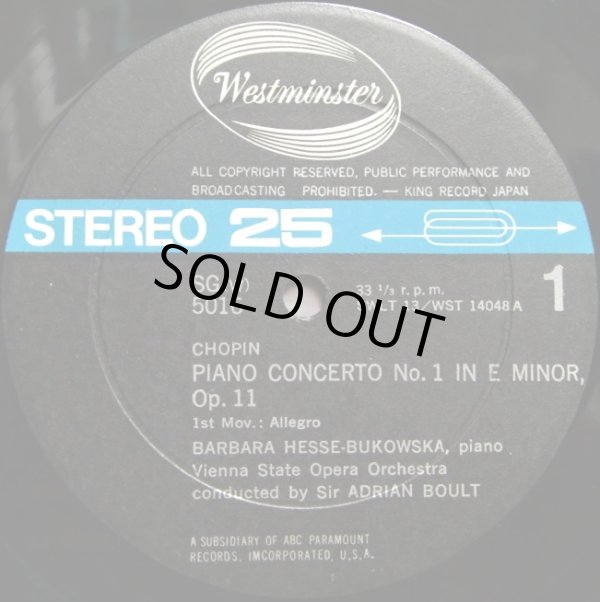 Westminster
ALL COPYRIGHT RESERVED, PUBLIC PERFORMANCE AND
BROADCASTING PROHIBITED. — KING RECORD JAPAN
STEREO 25
33 1/3 r.p.m.
13/WST 14048 A
1
SOLD OUT
CHOPIN
PIANO CONCERTO No. 1 IN E MINOR,
Op. 11
1st Mov.: Allegro
BARBARA HESSE-BUKOWSKA, piano
Vienna State Opera Orchestra
conducted by Sir ADRIAN BOULT
A SUBSIDIARY OF ABC PARAMOUNT
RECORDS, IMCORPORATED, U.S.A.